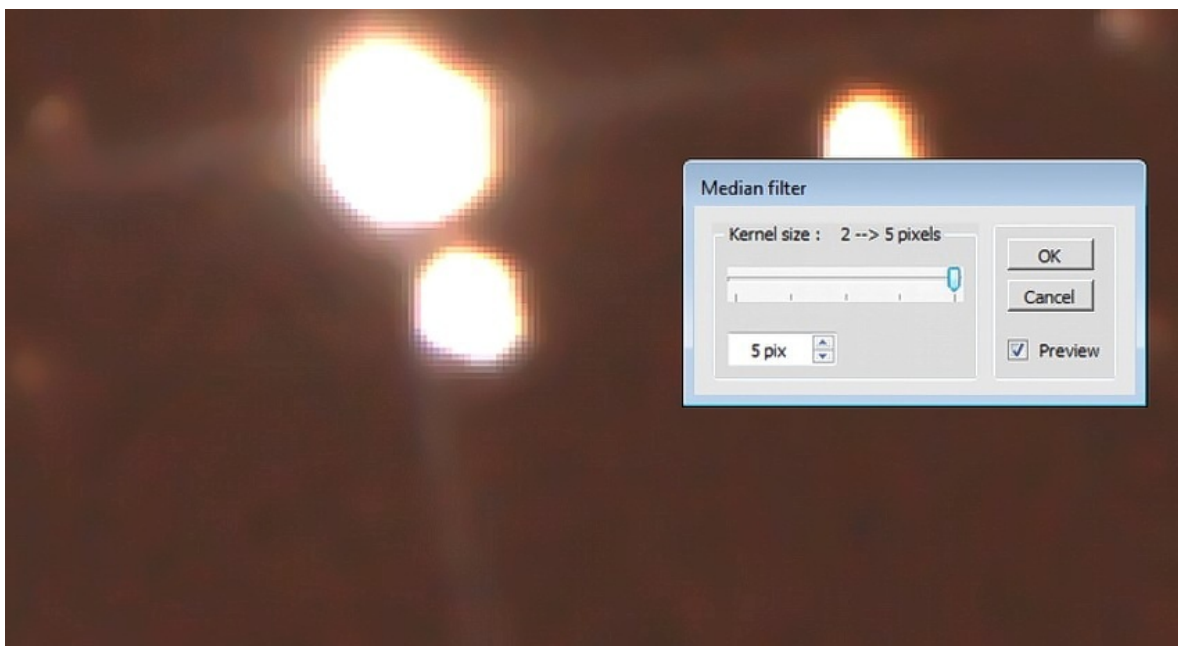 Median filter
Kernel size : 2 --> 5 pixels
OK
Cancel
5 pix
Preview